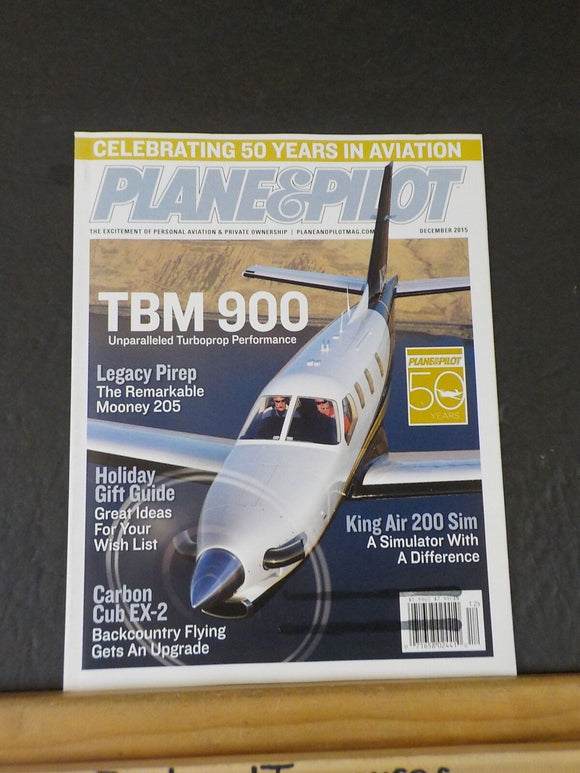 CELEBRATING 50 YEARS IN AVIATION
PLANE&PILOT
THE EXCITEMENT OF PERSONAL AVIATION & PRIVATE OWNERSHIP | PLANEANDPILOTMAG.COM
DECEMBER 2015
TBM 900
Unparalleled Turboprop Performance
Legacy Pirep
The Remarkable
Mooney 205
PLANE&PILOT
50
YEARS
Holiday
Gift Guide
Great Ideas
For Your
Wish List
King Air 200 Sim
A Simulator With
A Difference
Carbon
Cub EX-2
Backcountry Flying
Gets An Upgrade
12>
71658 02441